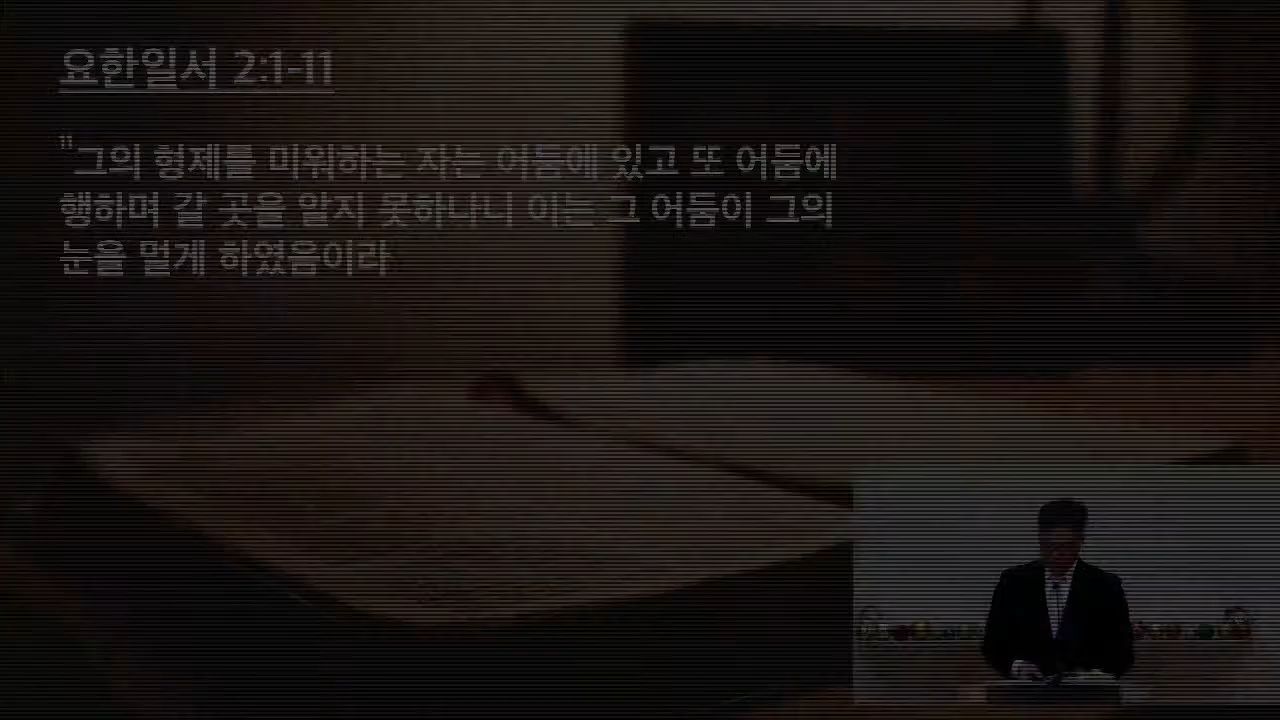 요한일서 2:1-11
11그의 형제를 미워하는 자는 어둠에 있고 또 어둠에
행하며 갈 곳을 알지 못하나니 이는 그 어둠이 그의
눈을 멀게 하였음이라